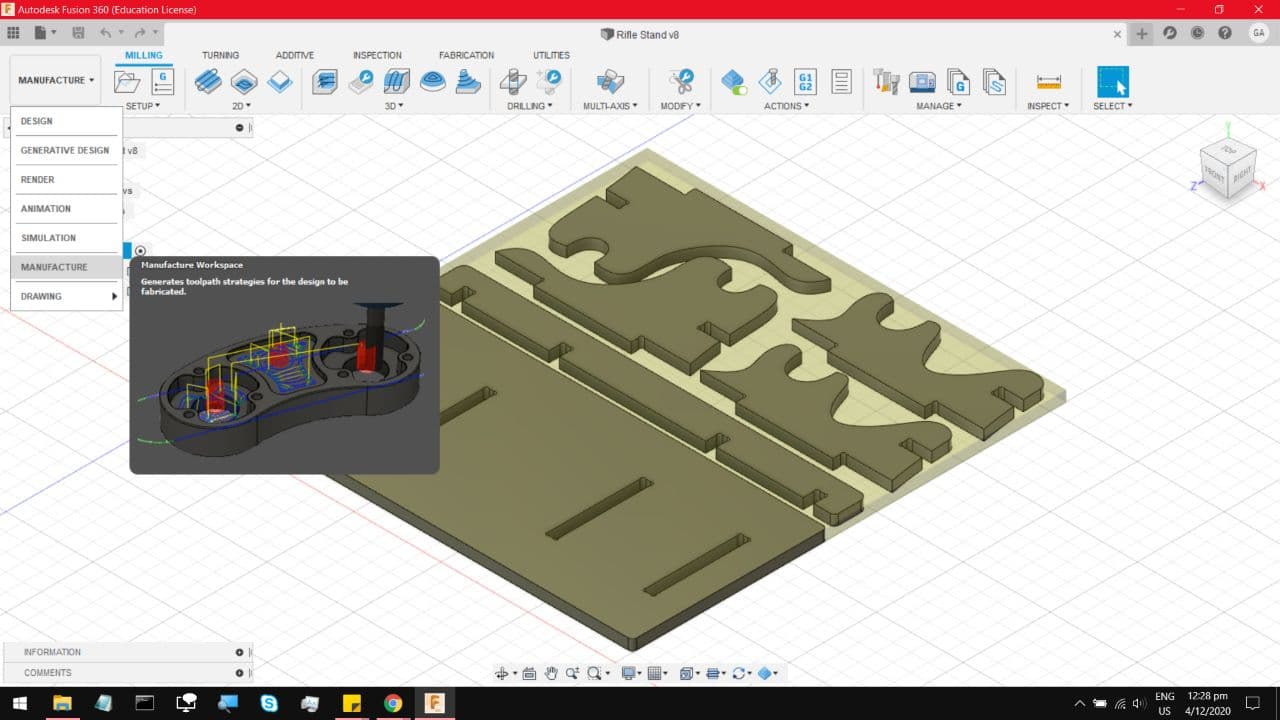 Autodesk Fusion 360 (Education License)
Rifle Stand v8
GA
MILLING
TURNING
ADDITIVE
INSPECTION
FABRICATION
UTILITIES
MANUFACTURE
G
G1
G2
G
SETUP
2D
3D
DRILLING
MULTI-AXIS
MODIFY
ACTIONS
MANAGE
INSPECT
SELECT
DESIGN
GENERATIVE DESIGN
RENDER
ANIMATION
SIMULATION
MANUFACTURE
DRAWING
v8
vs
Manufacture Workspace
Generates toolpath strategies for the design to be
fabricated.
Y
TOP
FRONT
RIGHT
Z
X
INFORMATION
COMMENTS
ENG
US
12:28 pm
4/12/2020